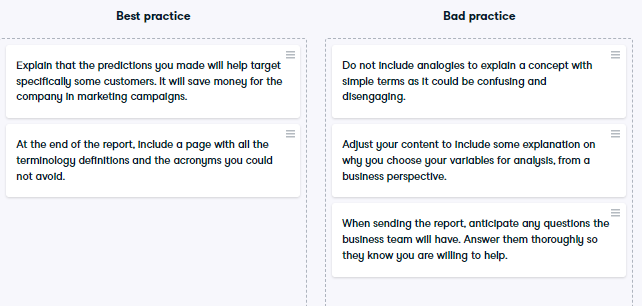 Best practice
Explain that the predictions you made will help target
specifically some customers. It will save money for the
company in marketing campaigns.
At the end of the report, include a page with all the
terminology definitions and the acronyms you could
not avoid.
Bad practice
Do not include analogies to explain a concept with
simple terms as it could be confusing and
disengaging.
Adjust your content to include some explanation on
why you choose your variables for analysis, from a
business perspective.
When sending the report, anticipate any questions the
business team will have. Answer them thoroughly so
they know you are willing to help.